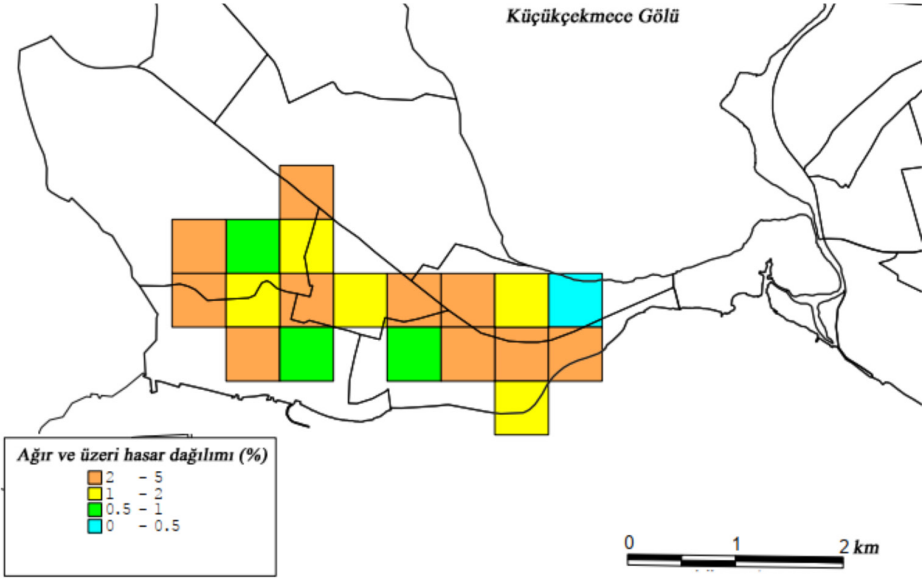 Küçükçekmece Gölü
Ağır ve üzeri hasar dağılımı (%)
2 - 5
1 - 2
0.5 - 1
0 - 0.5
0 1 2 km